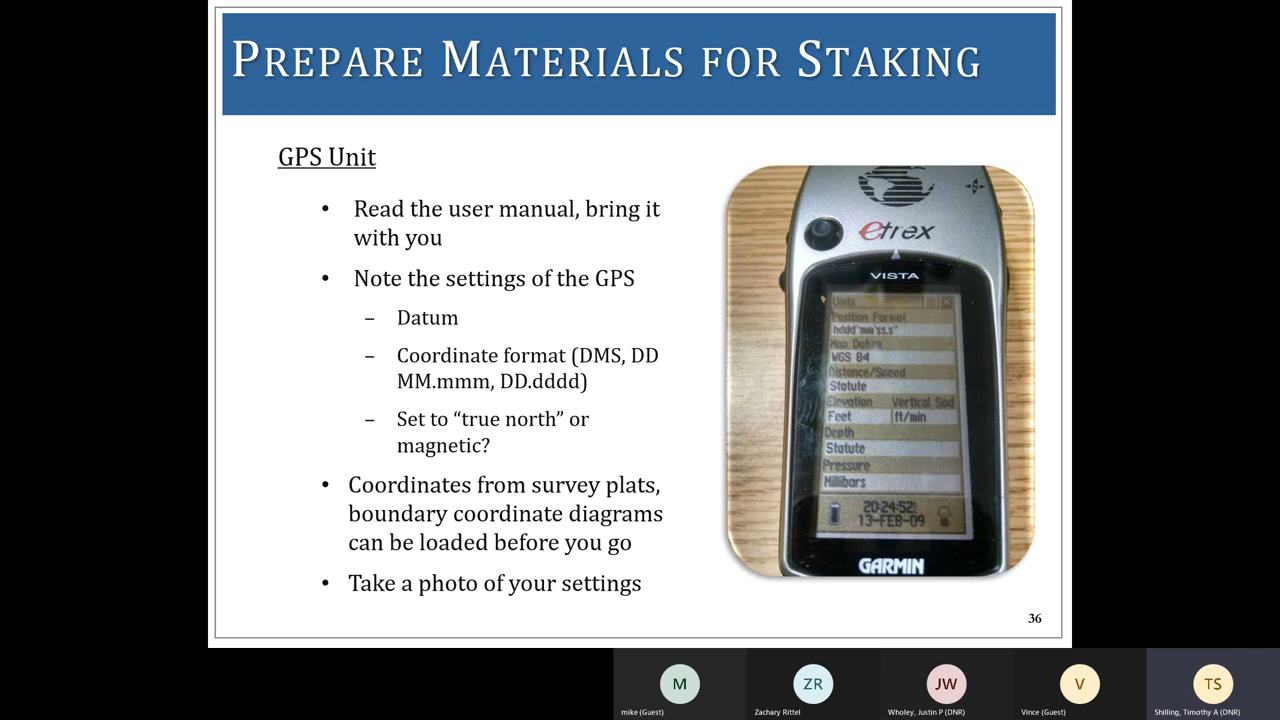 PREPARE MATERIALS FOR STAKING
GPS Unit
• Read the user manual, bring it
with you
• Note the settings of the GPS
– Datum
– Coordinate format (DMS, DD
MM.mmm, DD.dddd)
– Set to “true north” or
magnetic?
• Coordinates from survey plats,
boundary coordinate diagrams
can be loaded before you go
• Take a photo of your settings
etrex
VISTA
Units
Position Format
hddd°mm'ss.s"
Map Datum
WGS 84
Distance/Speed
Statute
Elevation Vertical Spd
Feet ft/min
Depth
Statute
Pressure
Millibars
20:24:52
13-FEB-09
GARMIN
36
M ZR JW V TS
mike (Guest) Zachary Rittel Wholey, Justin P (DNR) Vince (Guest) Shilling, Timothy A (DNR)